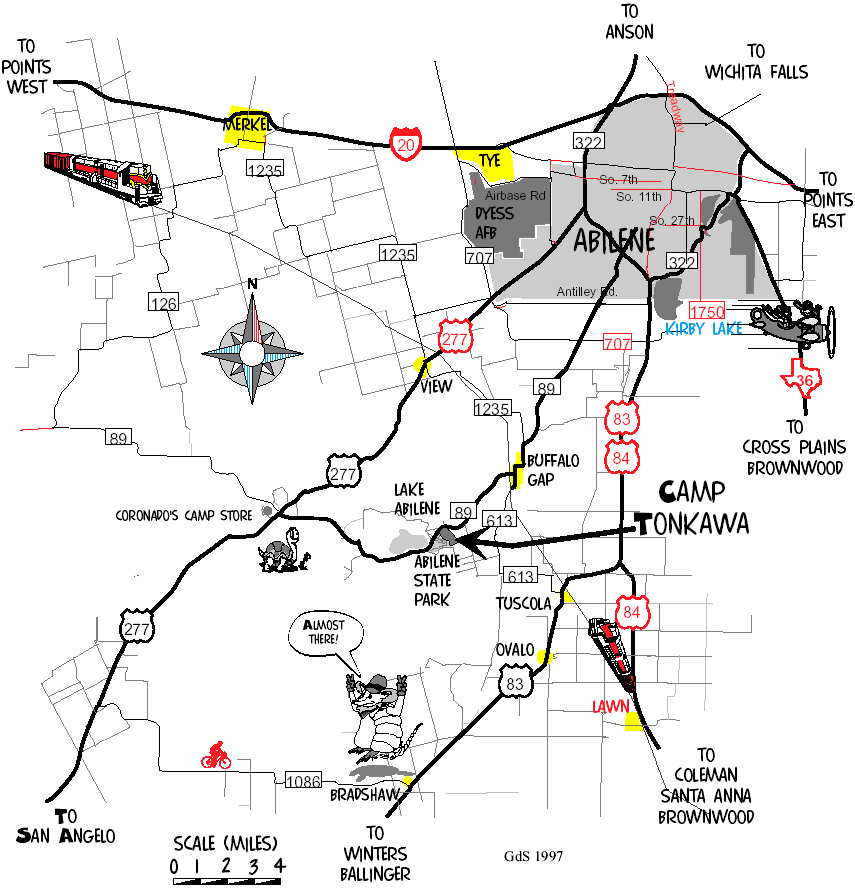 TO
ANSON
TO
POINTS
WEST
TO
WICHITA FALLS
Treadway
MERKEL
20
322
TYE
1235
So. 7th
TO
POINTS
EAST
Airbase Rd
So. 11th
DYESS
AFB
So. 27th
ABILENE
1235
707
322
N
126
Antilley Rd.
1750
KIRBY LAKE
277
707
VIEW
36
89
1235
83
TO
CROSS PLAINS
BROWNWOOD
89
84
BUFFALO
GAP
277
LAKE
ABILENE
CAMP
TONKAWA
CORONADO'S CAMP STORE
89
613
ABILENE
STATE
PARK
613
TUSCOLA
84
277
ALMOST
THERE!
OVALO
83
LAWN
TO
COLEMAN
SANTA ANNA
BROWNWOOD
1086
BRADSHAW
TO
SAN ANGELO
TO
WINTERS
BALLINGER
SCALE (MILES)
0 1 2 3 4
GdS 1997